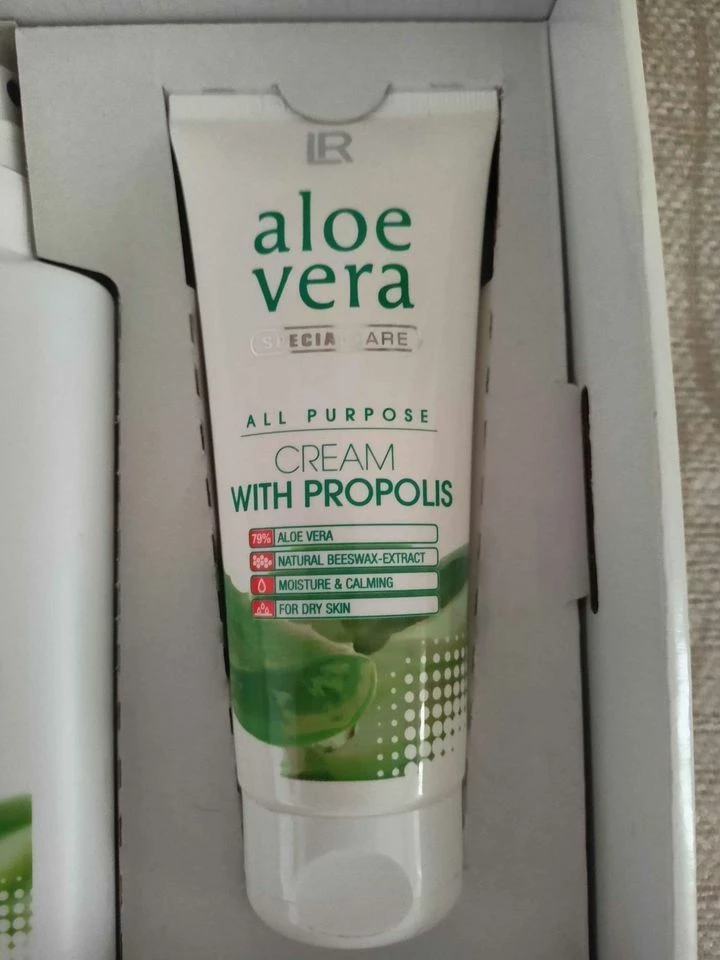 LR
aloe
vera
SPECIAL CARE
ALL PURPOSE
CREAM
WITH PROPOLIS
79% ALOE VERA
NATURAL BEESWAX-EXTRACT
MOISTURE & CALMING
FOR DRY SKIN